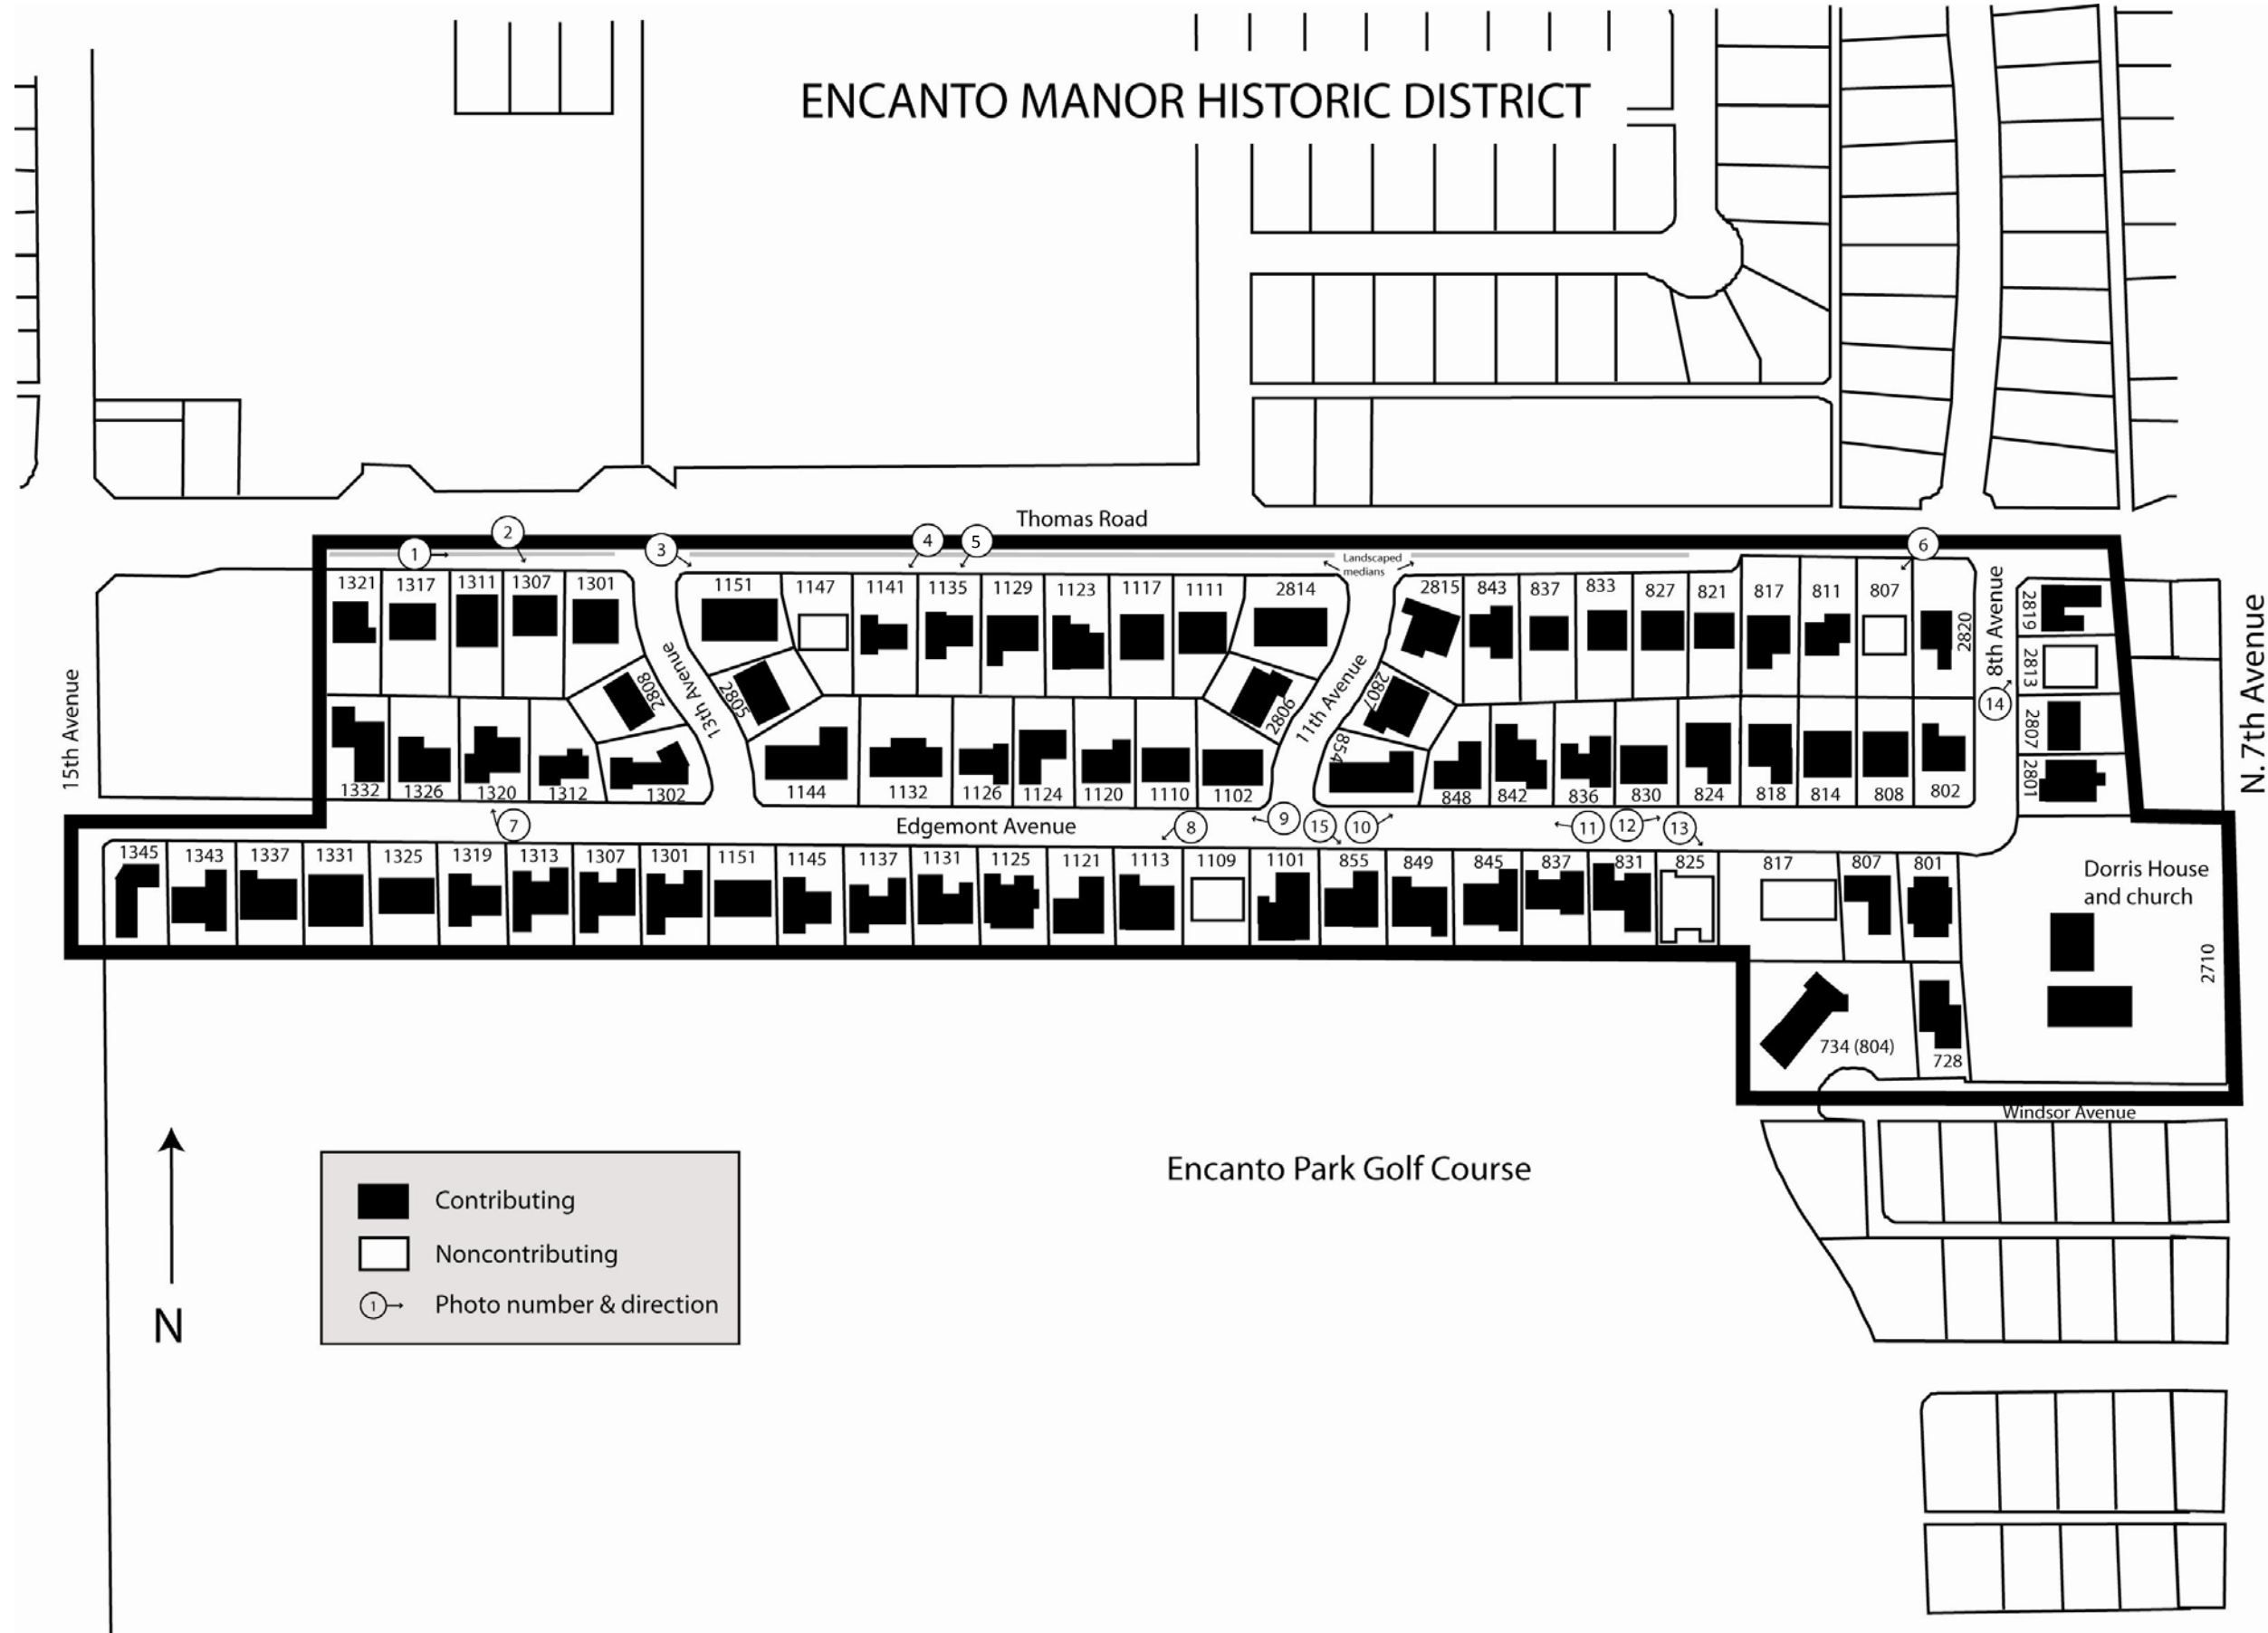 ENCANTO MANOR HISTORIC DISTRICT
Thomas Road
1
2
3
4
5
6
Landscaped
medians
1321 1317 1311 1307 1301
1151 1147 1141 1135 1129 1123 1117 1111 2814
2815 843 837 833 827 821 817 811 807
2820
8th Avenue
2819
2813
2807
2801
14
N. 7th Avenue
15th Avenue
2808
13th Avenue
2805
2806
11th Avenue
2807
854
1332 1326 1320 1312 1302
1144 1132 1126 1124 1120 1110 1102
848 842 836 830 824 818 814 808 802
7
Edgemont Avenue
8
9
15
10
11
12
13
1345 1343 1337 1331 1325 1319 1313 1307 1301 1151 1145 1137 1131 1125 1121 1113 1109 1101 855 849 845 837 831 825 817 807 801
Dorris House
and church
2710
734 (804)
728
Windsor Avenue
Encanto Park Golf Course
N
Contributing
Noncontributing
1 Photo number & direction